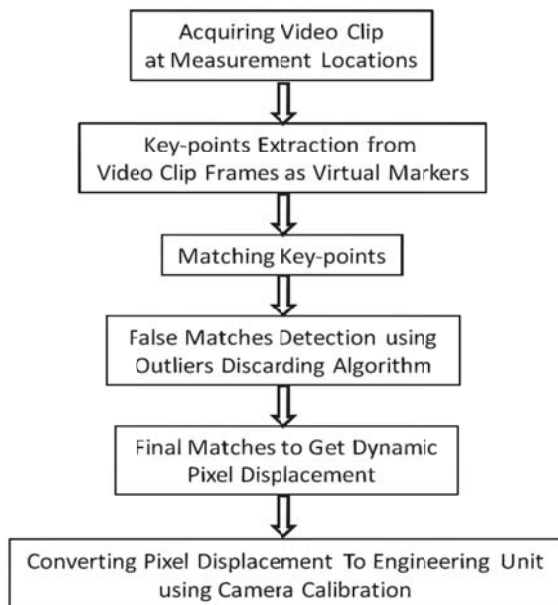 Acquiring Video Clip
at Measurement Locations
Key-points Extraction from
Video Clip Frames as Virtual Markers
Matching Key-points
False Matches Detection using
Outliers Discarding Algorithm
Final Matches to Get Dynamic
Pixel Displacement
Converting Pixel Displacement To Engineering Unit
using Camera Calibration